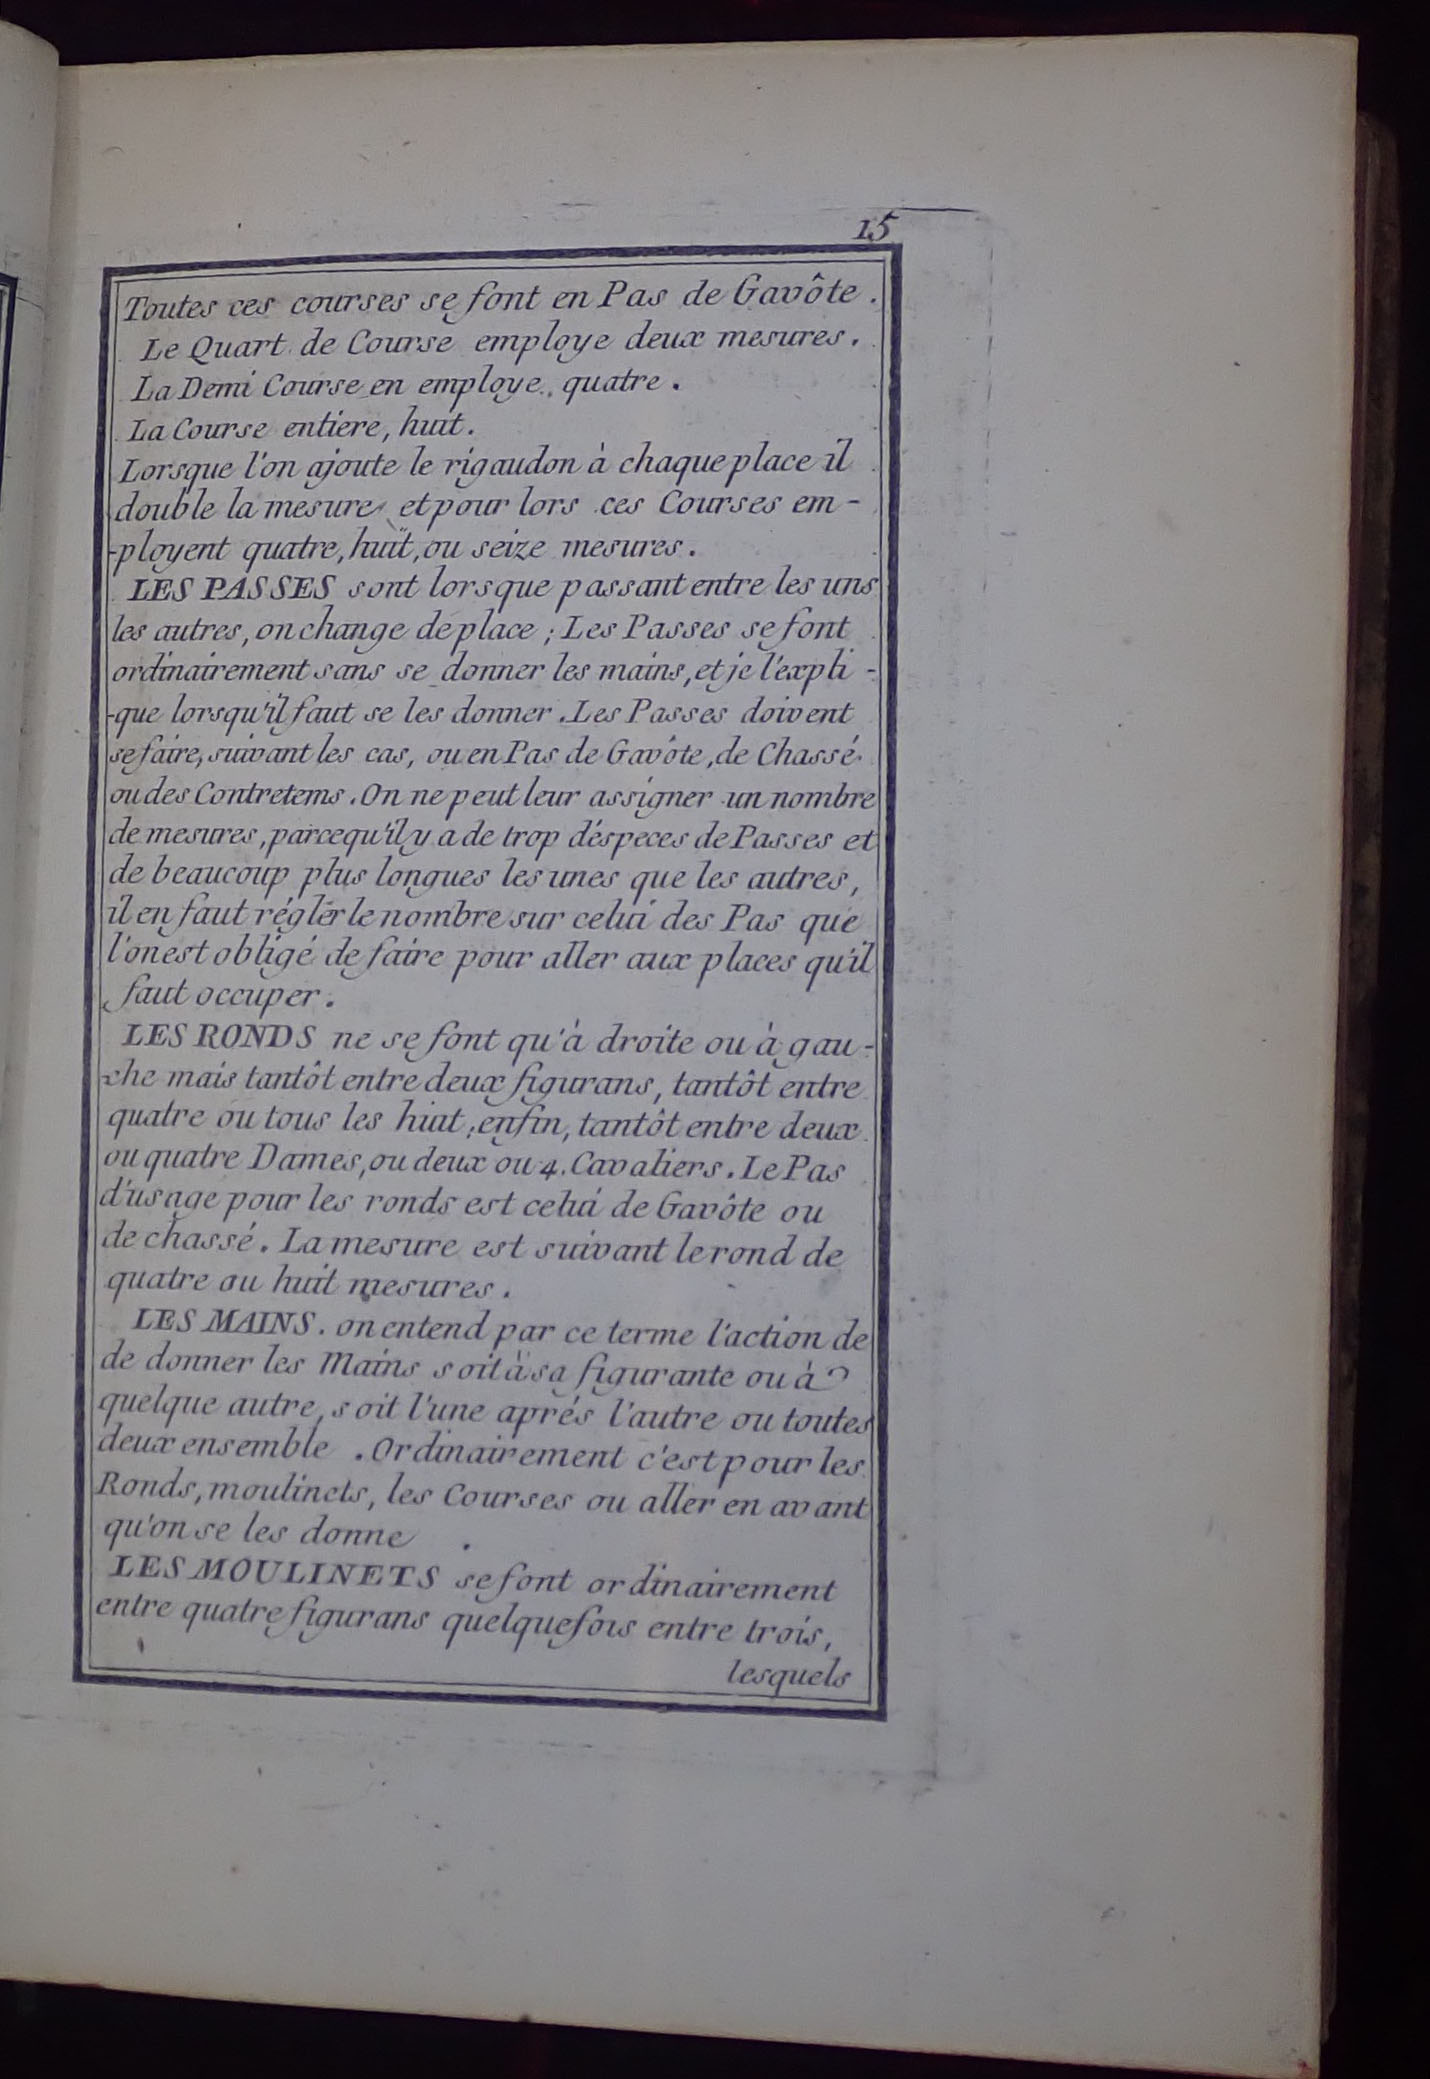 15
Toutes ces courses se font en Pas de Gavôte.
Le Quart de Course employe deux mesures.
La Demi Course en employe, quatre.
La Course entiere, huit.
Lorsque l'on ajoute le rigaudon à chaque place il
double la mesure et pour lors ces Courses em-
-ployent quatre, huit, ou seize mesures.
LES PASSES sont lorsque passant entre les uns
les autres, on change de place; Les Passes se font
ordinairement sans se donner les mains, et je l'expli-
-que lorsqu'il faut se les donner. Les Passes doivent
se faire, suivant les cas, ou en Pas de Gavôte, de Chassé
ou des Contretems. On ne peut leur assigner un nombre
de mesures, parcequ'il y a de trop d'éspeces de Passes et
de beaucoup plus longues les unes que les autres,
il en faut régler le nombre sur celui des Pas que
l'on est obligé de faire pour aller aux places qu'il
faut occuper.
LES RONDS ne se font qu'à droite ou à gau-
-che mais tantôt entre deux figurans, tantôt entre
quatre ou tous les huit; enfin, tantôt entre deux
ou quatre Dames, ou deux ou 4. Cavaliers. Le Pas
d'usage pour les ronds est celui de Gavôte ou
de chassé. La mesure est suivant le rond de
quatre ou huit mesures.
LES MAINS. on entend par ce terme l'action de
de donner les Mains soit à sa figurante ou à
quelque autre, soit l'une aprés l'autre ou toutes
deux ensemble. Ordinairement c'est pour les
Ronds, moulinets, les Courses ou aller en avant
qu'on se les donne.
LES MOULINETS se font ordinairement
entre quatre figurans quelquefois entre trois,
lesquels